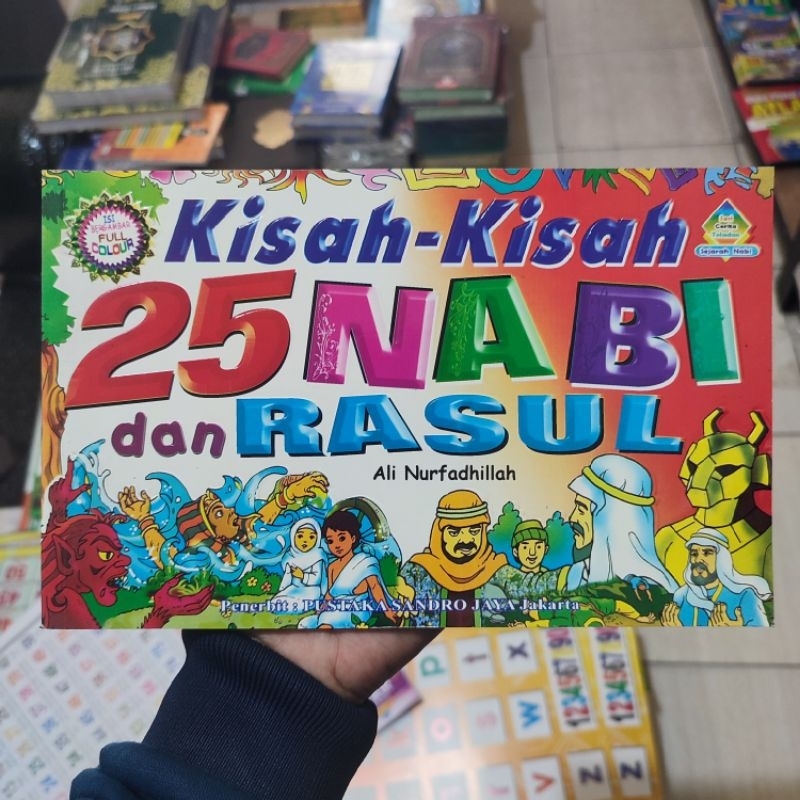 ISI
BERGAMBAR
FULL
COLOUR
Kisah-Kisah
Seri
Cerita
Teladan
Sejarah Nabi
25 NABI
dan RASUL
Ali Nurfadhillah
Penerbit : PUSTAKA SANDRO JAYA Jakarta
p t x
w
v z